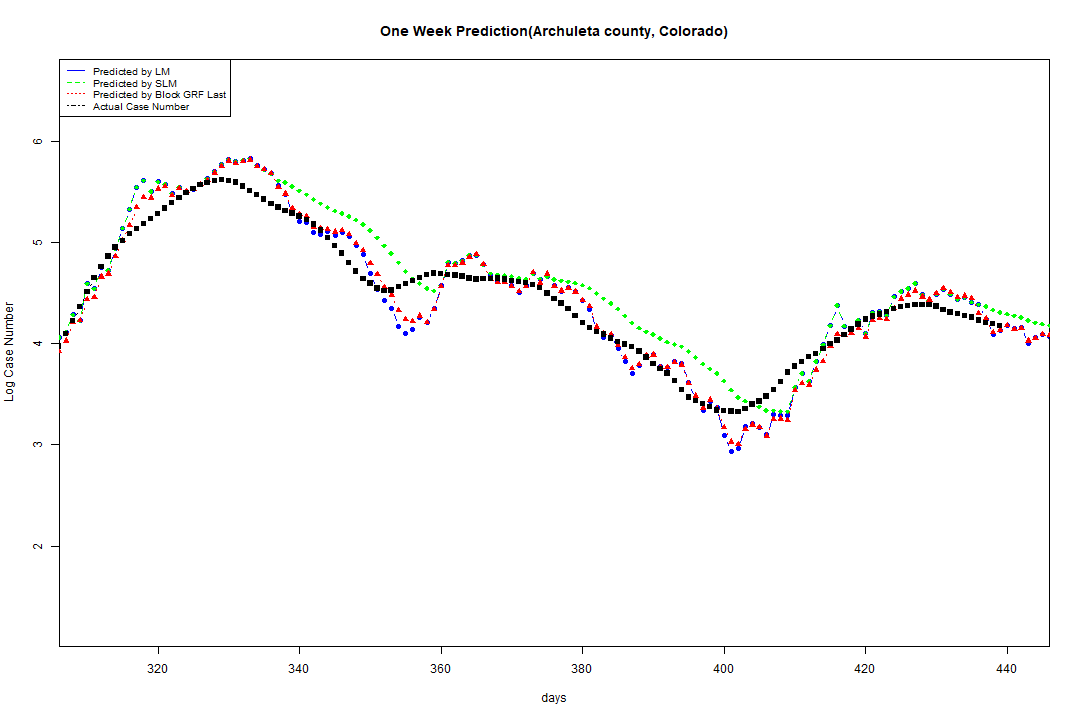 One Week Prediction(Archuleta county, Colorado)
Predicted by LM
Predicted by SLM
Predicted by Block GRF Last
Actual Case Number
6
5
4
3
2
Log Case Number
320 340 360 380 400 420 440
days